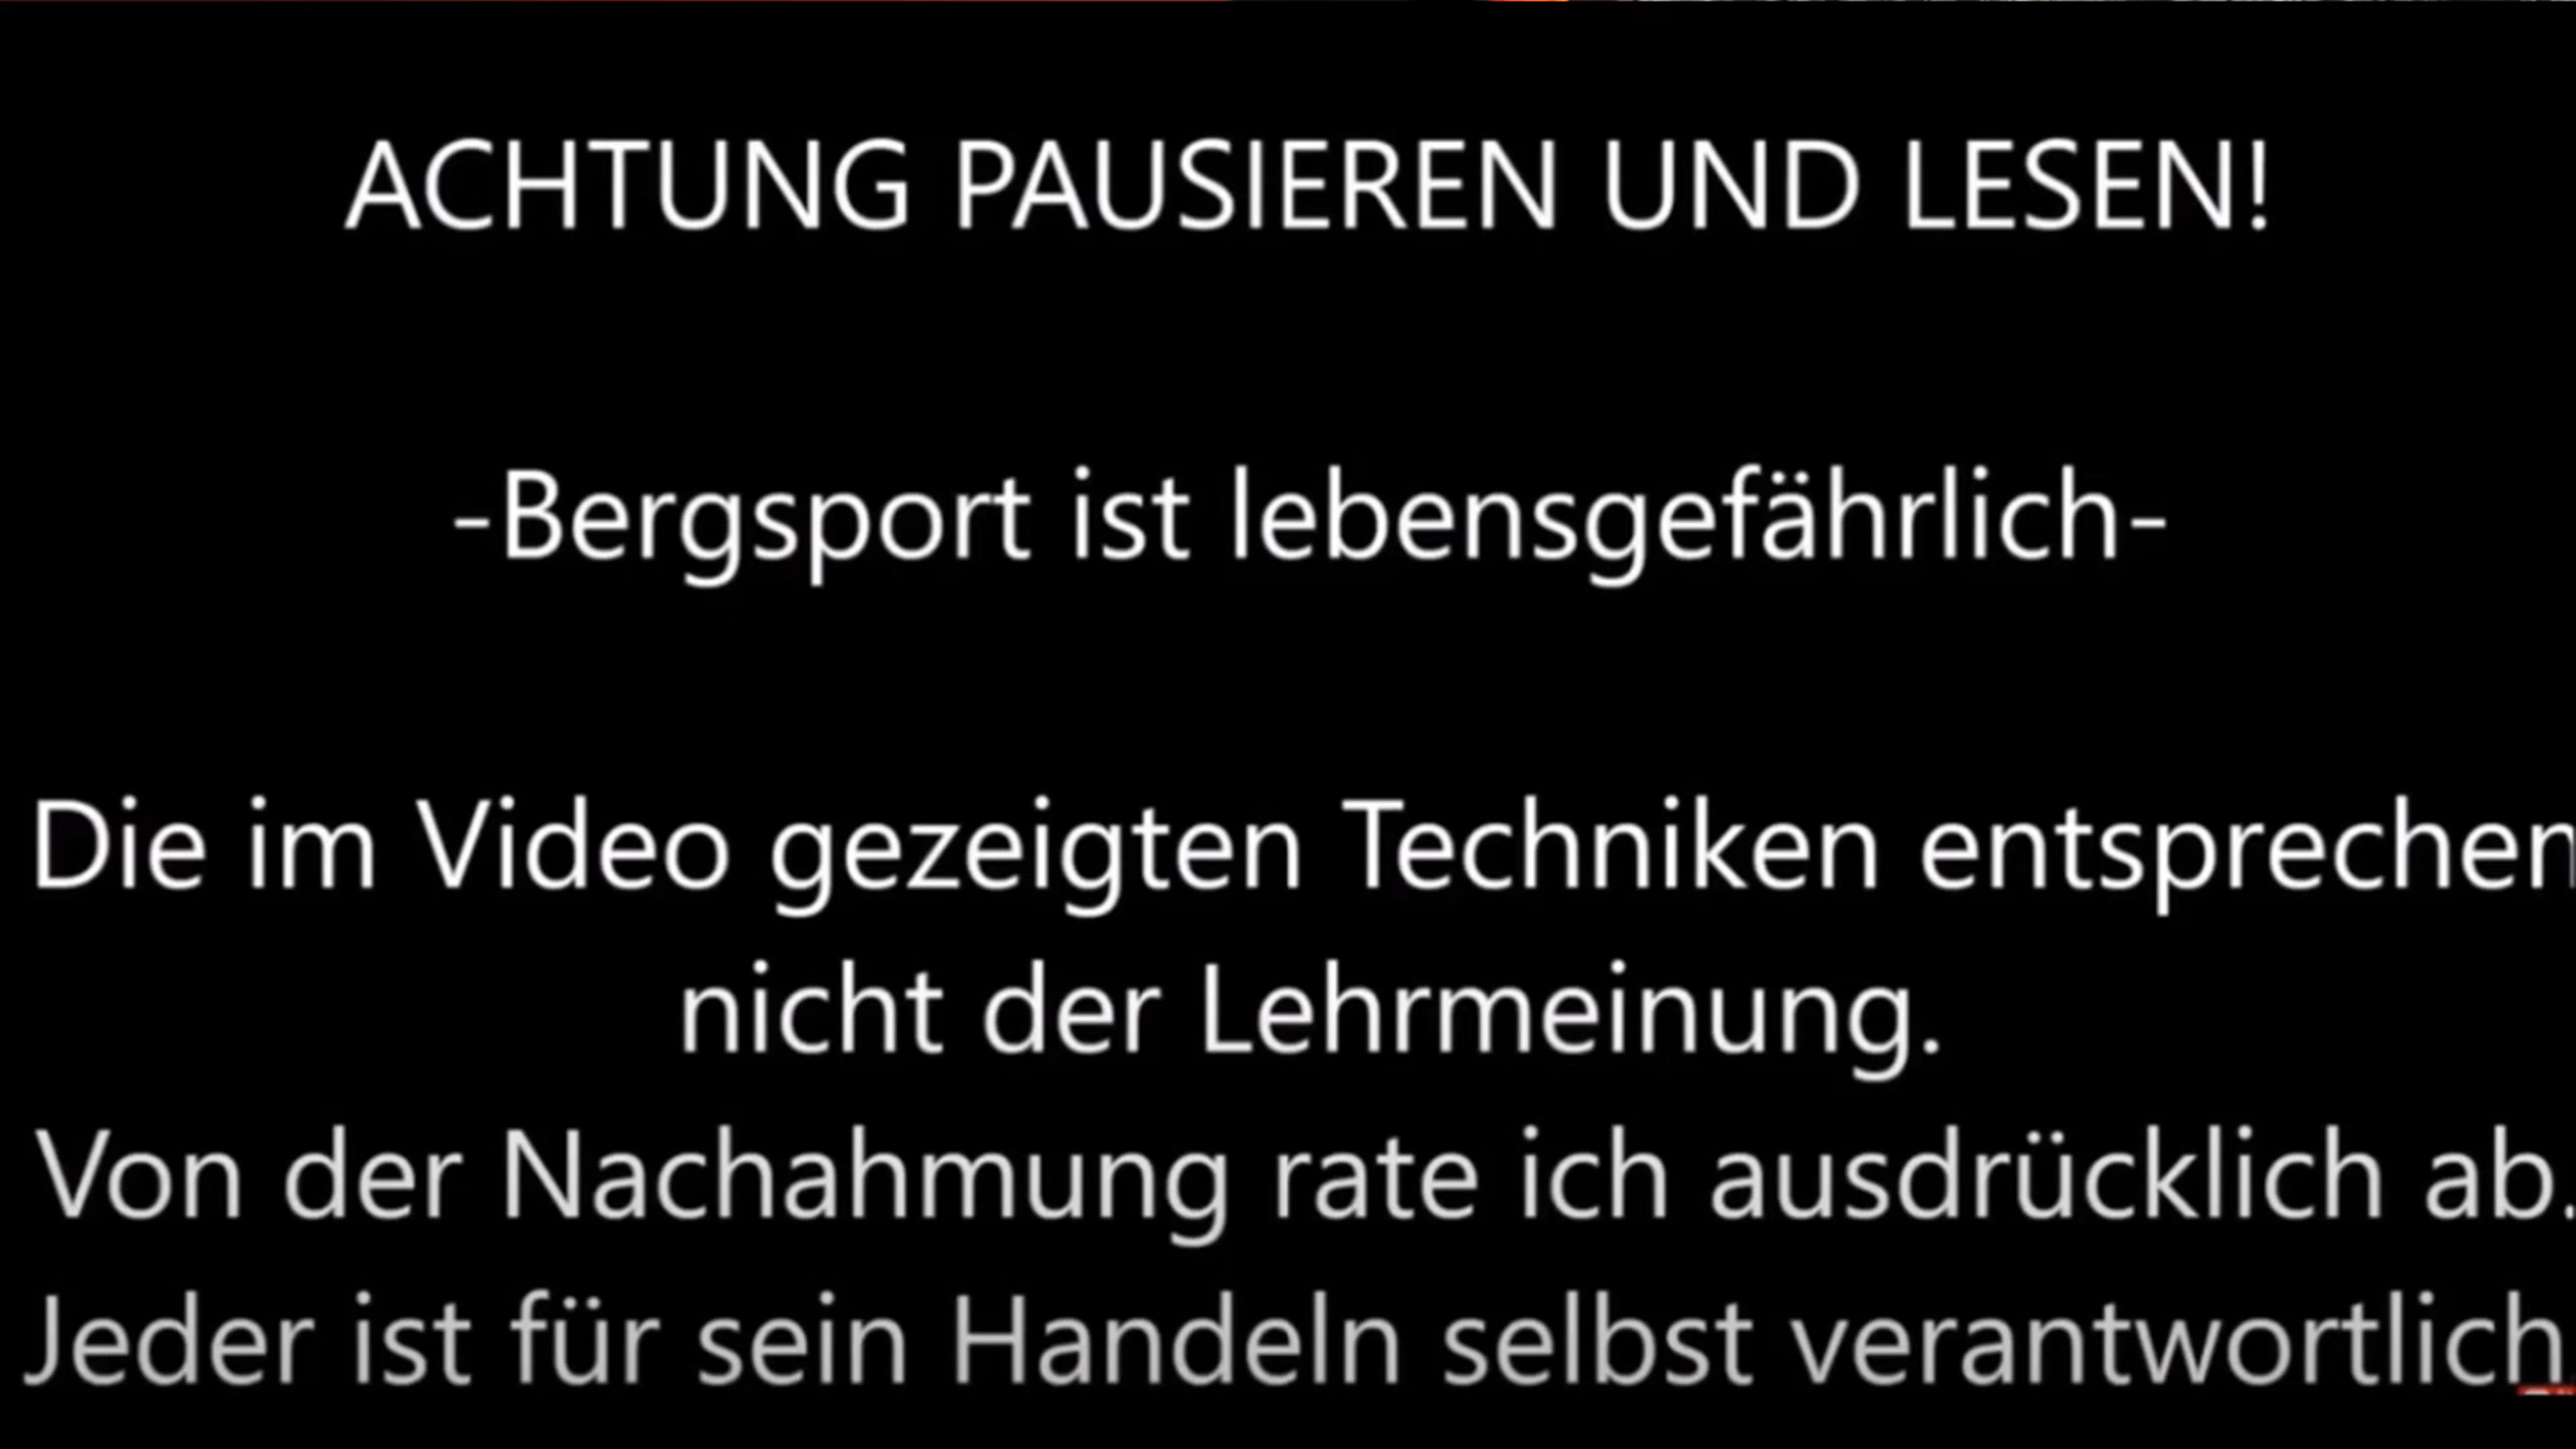 ACHTUNG PAUSIEREN UND LESEN!
-Bergsport ist lebensgefährlich-
Die im Video gezeigten Techniken entsprechen
nicht der Lehrmeinung.
Von der Nachahmung rate ich ausdrücklich ab.
Jeder ist für sein Handeln selbst verantwortlich